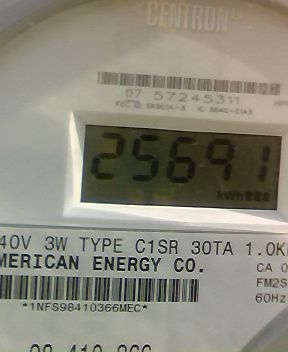 CENTRON®
07 57245311
25691
kWh
40V 3W TYPE C1SR 30TA 1.0K
MERICAN ENERGY CO.
CA 0
FM2S
60Hz
*1NFS98410366MEC*